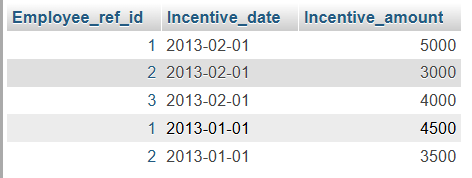 Employee_ref_id Incentive_date Incentive_amount
1 2013-02-01 5000
2 2013-02-01 3000
3 2013-02-01 4000
1 2013-01-01 4500
2 2013-01-01 3500